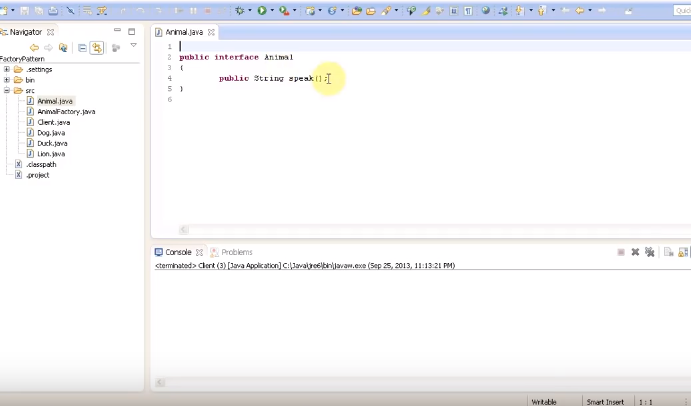 Quic
Navigator
Animal.java
FactoryPattern
.settings
bin
src
Animal.java
AnimalFactory.java
Client.java
Dog.java
Duck.java
Lion.java
.classpath
.project
1
2 public interface Animal
3 {
4 public String speak();
5 }
6
Console Problems
<terminated> Client (3) [Java Application] C:\Java\jre6\bin\javaw.exe (Sep 25, 2013, 11:13:21 PM)
Writable Smart Insert 1 : 1